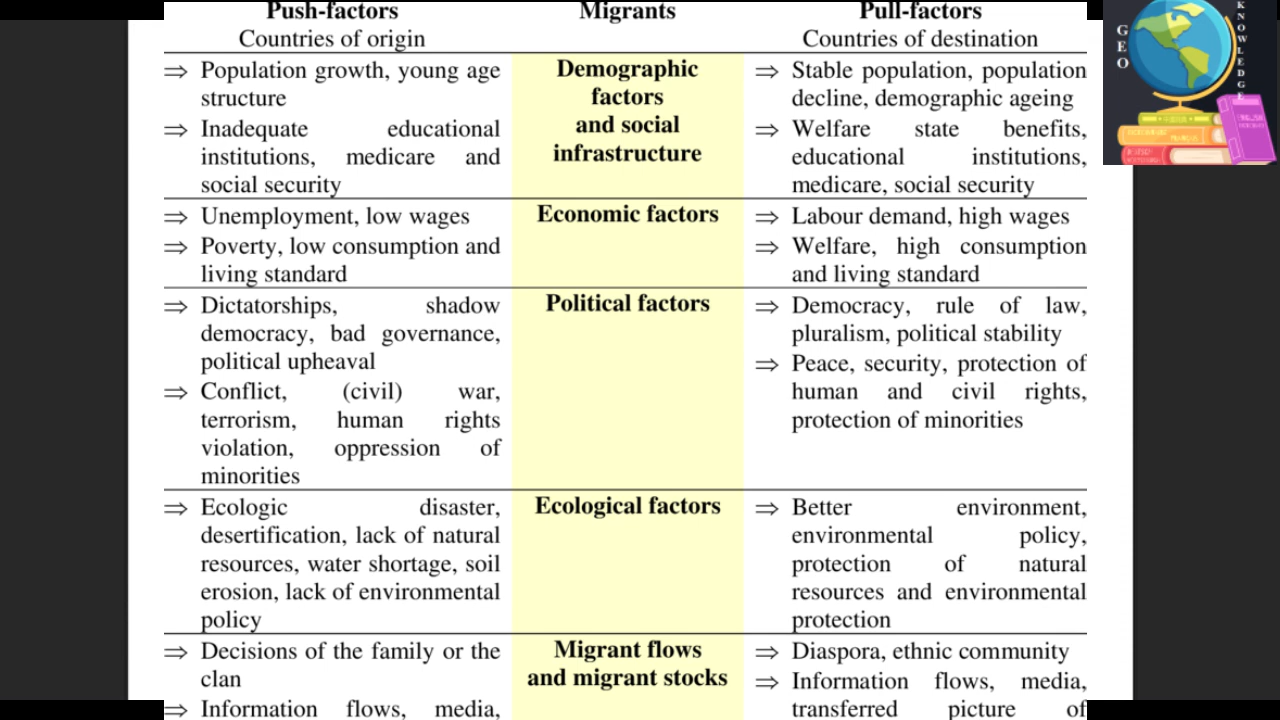 Push-factors Migrants Pull-factors
Countries of origin Countries of destination
⇒ Population growth, young age structure
⇒ Inadequate educational institutions, medicare and social security
Demographic
factors
and social
infrastructure
⇒ Stable population, population
decline, demographic ageing
⇒ Welfare state benefits,
educational institutions,
medicare, social security
⇒ Unemployment, low wages
⇒ Poverty, low consumption and
living standard
Economic factors
⇒ Labour demand, high wages
⇒ Welfare, high consumption
and living standard
⇒ Dictatorships, shadow
democracy, bad governance,
political upheaval
⇒ Conflict, (civil) war,
terrorism, human rights
violation, oppression of
minorities
Political factors
⇒ Democracy, rule of law,
pluralism, political stability
⇒ Peace, security, protection of
human and civil rights,
protection of minorities
⇒ Ecologic disaster,
desertification, lack of natural
resources, water shortage, soil
erosion, lack of environmental
policy
Ecological factors
⇒ Better environment,
environmental policy,
protection of natural
resources and environmental
protection
⇒ Decisions of the family or the
clan
⇒ Information flows, media,
Migrant flows
and migrant stocks
⇒ Diaspora, ethnic community
⇒ Information flows, media,
transferred picture of
GEO
KNOWLEDGE